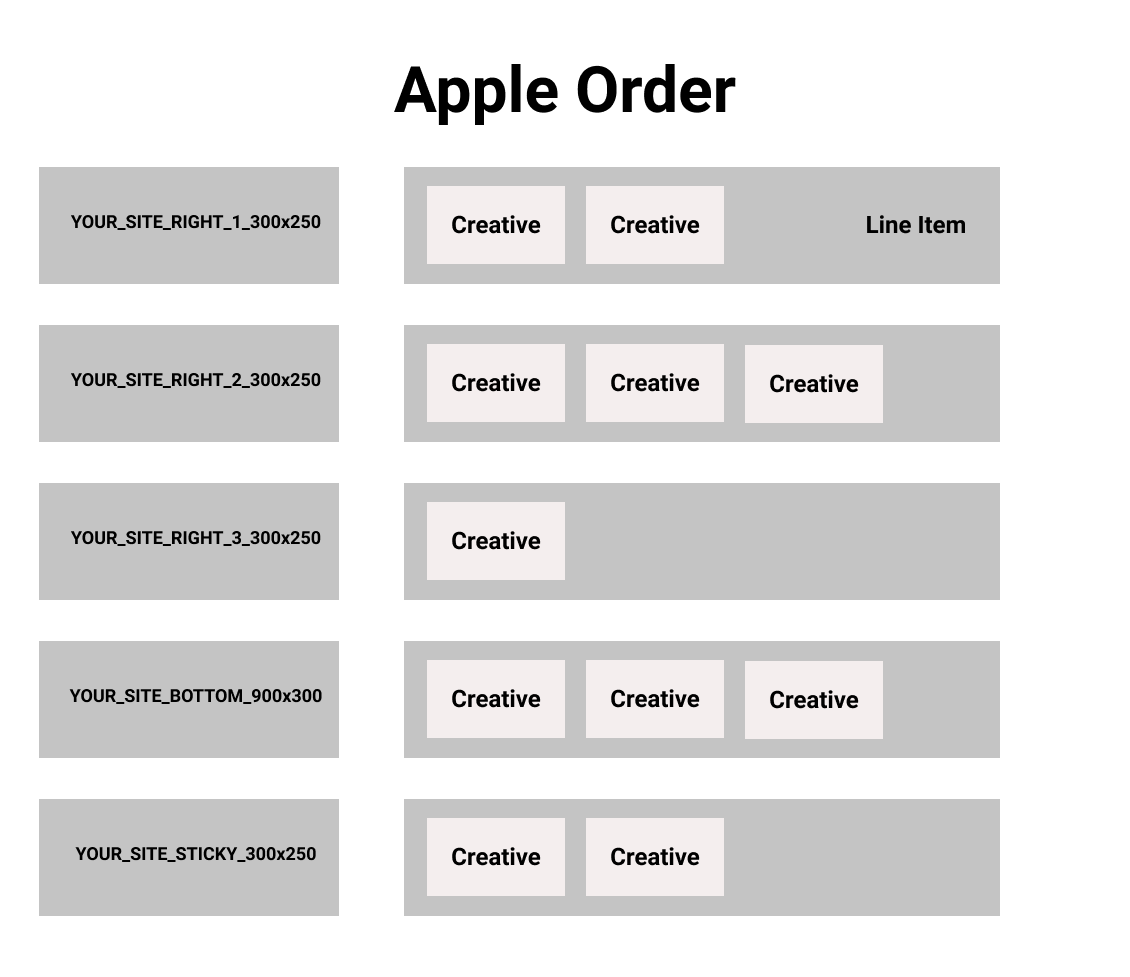 Apple Order
YOUR_SITE_RIGHT_1_300x250
Creative Creative Line Item
YOUR_SITE_RIGHT_2_300x250
Creative Creative Creative
YOUR_SITE_RIGHT_3_300x250
Creative
YOUR_SITE_BOTTOM_900x300
Creative Creative Creative
YOUR_SITE_STICKY_300x250
Creative Creative